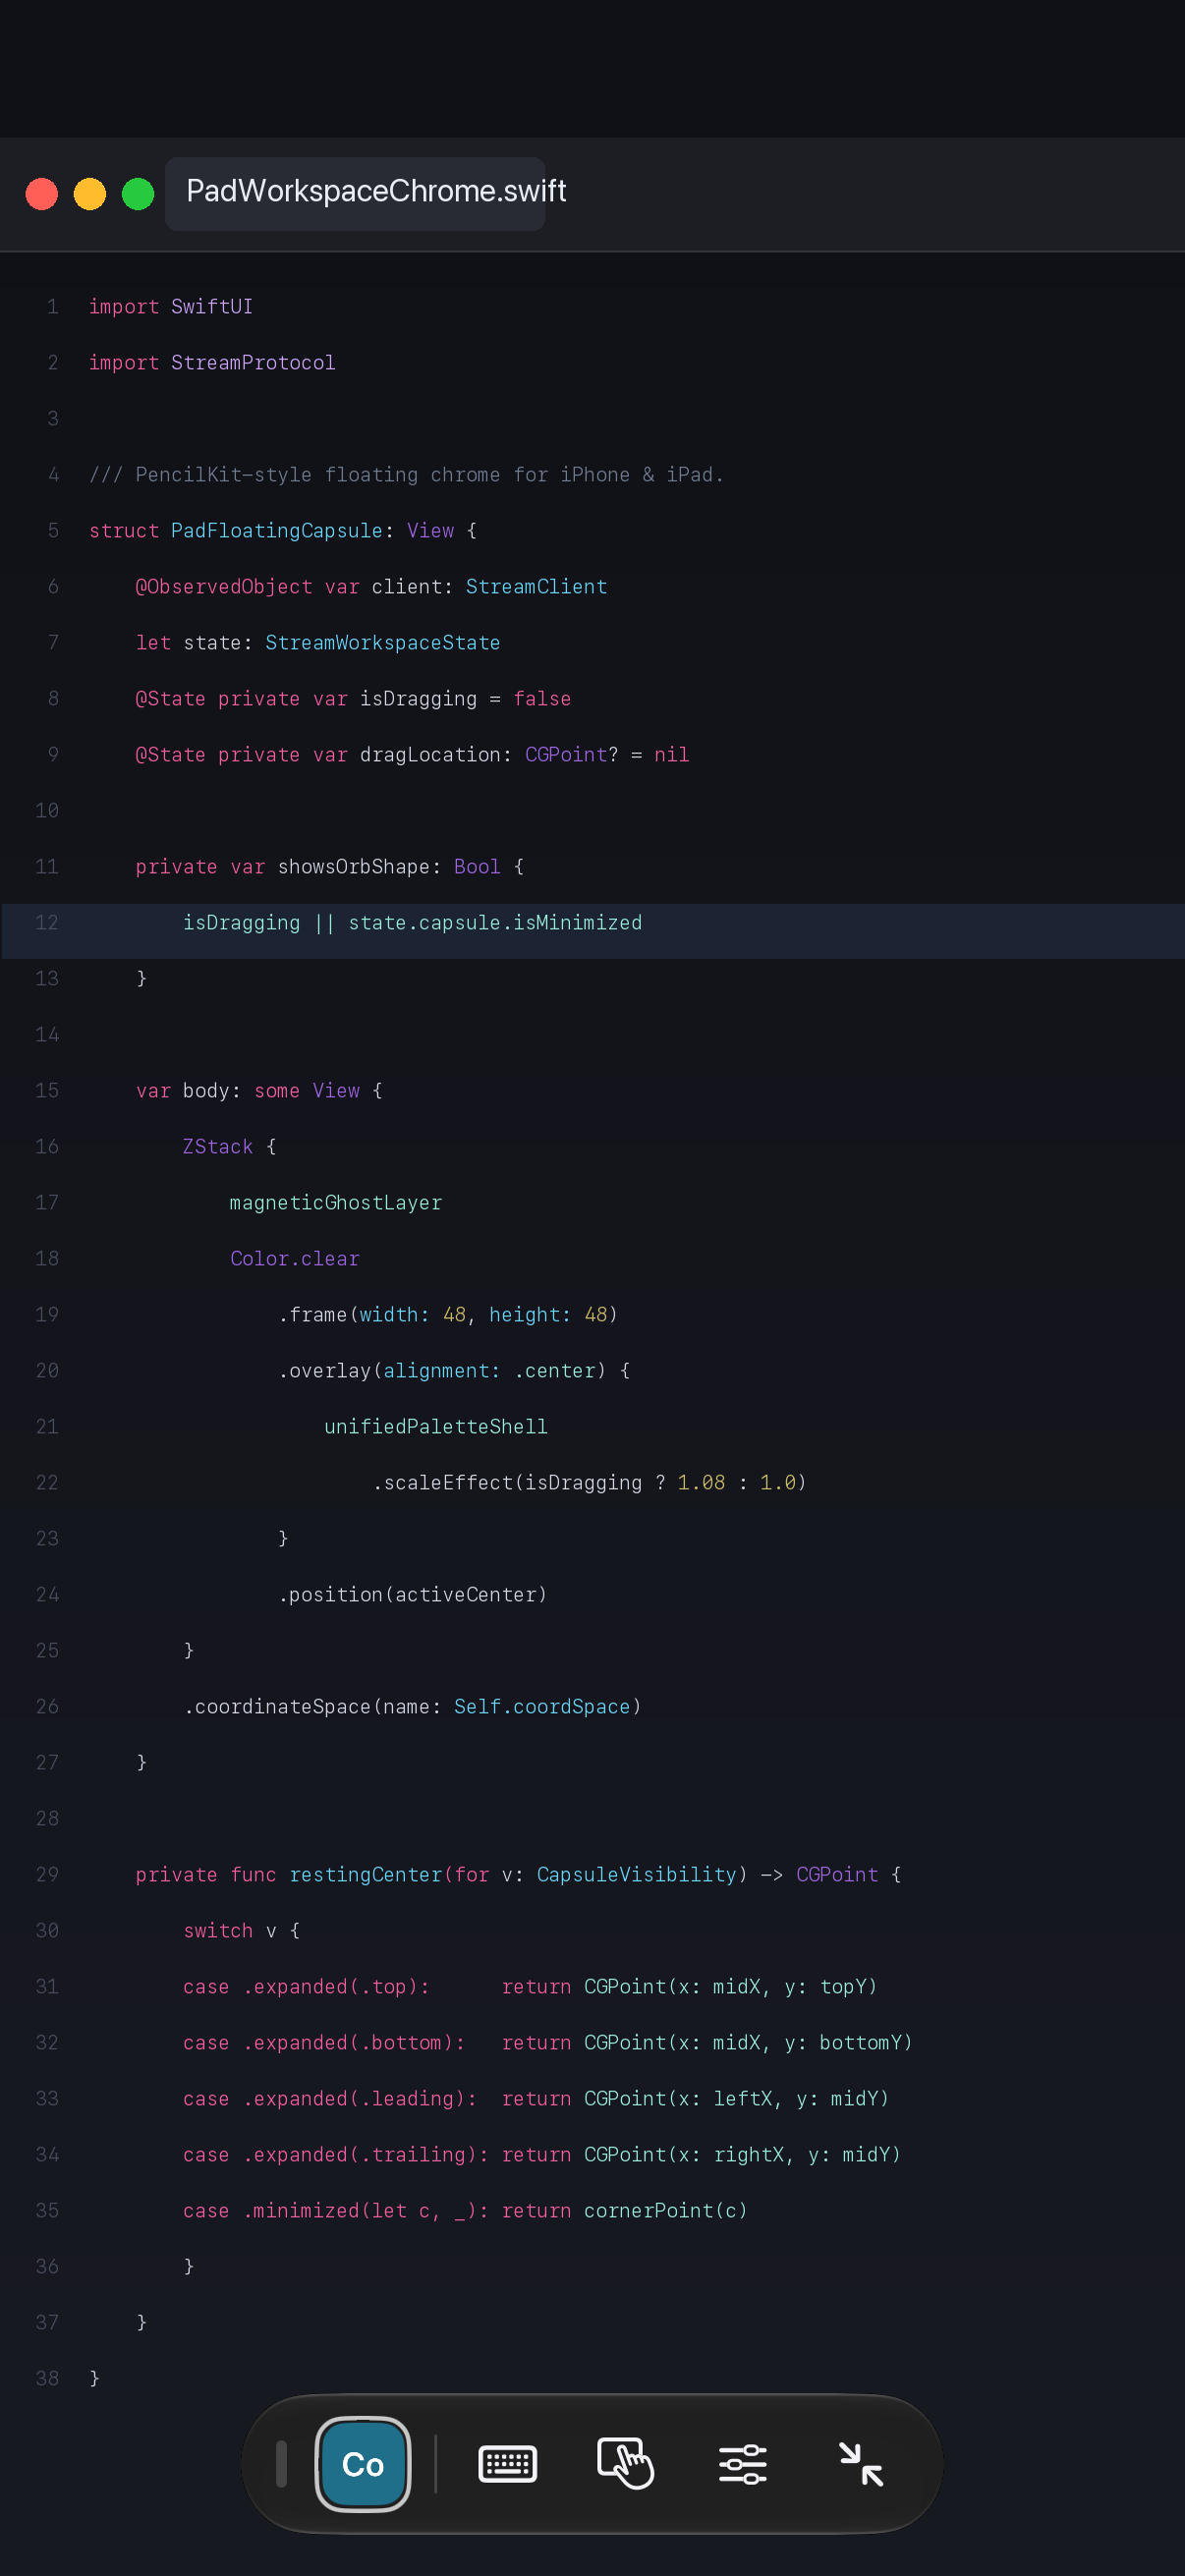 PadWorkspaceChrome.swift
1 import SwiftUI
2 import StreamProtocol
3
4 /// PencilKit-style floating chrome for iPhone & iPad.
5 struct PadFloatingCapsule: View {
6     @ObservedObject var client: StreamClient
7     let state: StreamWorkspaceState
8     @State private var isDragging = false
9     @State private var dragLocation: CGPoint? = nil
10
11     private var showsOrbShape: Bool {
12         isDragging || state.capsule.isMinimized
13     }
14
15     var body: some View {
16         ZStack {
17             magneticGhostLayer
18             Color.clear
19                 .frame(width: 48, height: 48)
20                 .overlay(alignment: .center) {
21                     unifiedPaletteShell
22                         .scaleEffect(isDragging ? 1.08 : 1.0)
23                 }
24                 .position(activeCenter)
25         }
26         .coordinateSpace(name: Self.coordSpace)
27     }
28
29     private func restingCenter(for v: CapsuleVisibility) -> CGPoint {
30         switch v {
31         case .expanded(.top):      return CGPoint(x: midX, y: topY)
32         case .expanded(.bottom):   return CGPoint(x: midX, y: bottomY)
33         case .expanded(.leading):  return CGPoint(x: leftX, y: midY)
34         case .expanded(.trailing): return CGPoint(x: rightX, y: midY)
35         case .minimized(let c, _): return cornerPoint(c)
36         }
37     }
38 }
Co